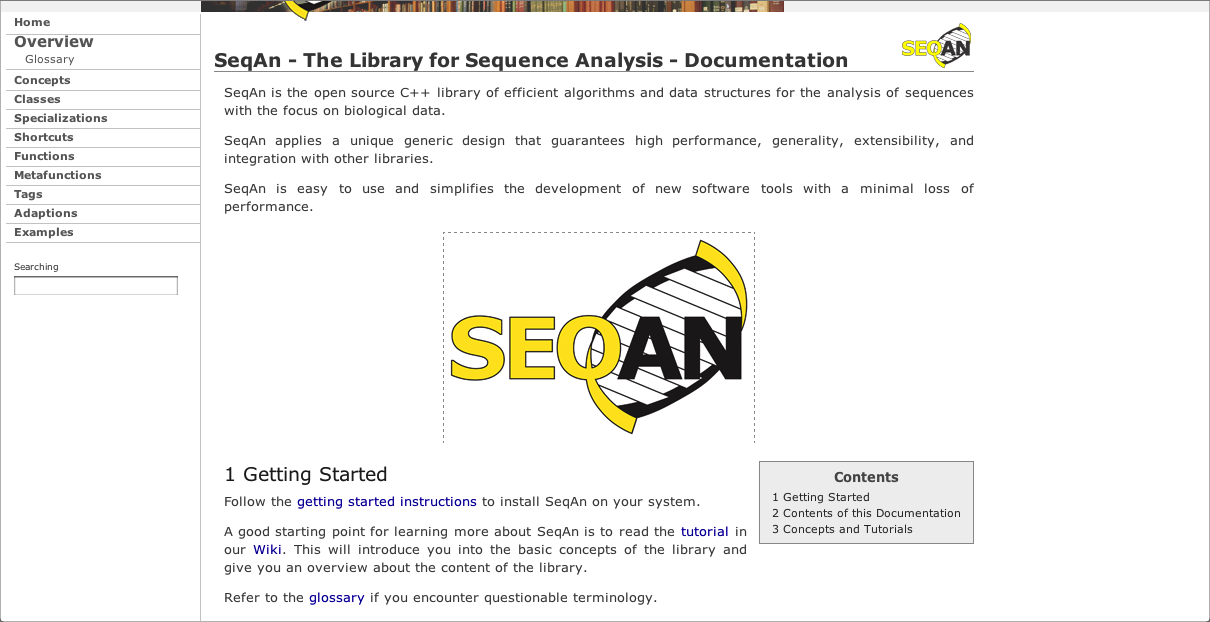 Home
Overview
Glossary
Concepts
Classes
Specializations
Shortcuts
Functions
Metafunctions
Tags
Adaptions
Examples
Searching
SEQAN
SeqAn - The Library for Sequence Analysis - Documentation
SeqAn is the open source C++ library of efficient algorithms and data structures for the analysis of sequences
with the focus on biological data.
SeqAn applies a unique generic design that guarantees high performance, generality, extensibility, and
integration with other libraries.
SeqAn is easy to use and simplifies the development of new software tools with a minimal loss of
performance.
SEQAN
1 Getting Started
Follow the getting started instructions to install SeqAn on your system.
A good starting point for learning more about SeqAn is to read the tutorial in
our Wiki. This will introduce you into the basic concepts of the library and
give you an overview about the content of the library.
Refer to the glossary if you encounter questionable terminology.
Contents
1 Getting Started
2 Contents of this Documentation
3 Concepts and Tutorials